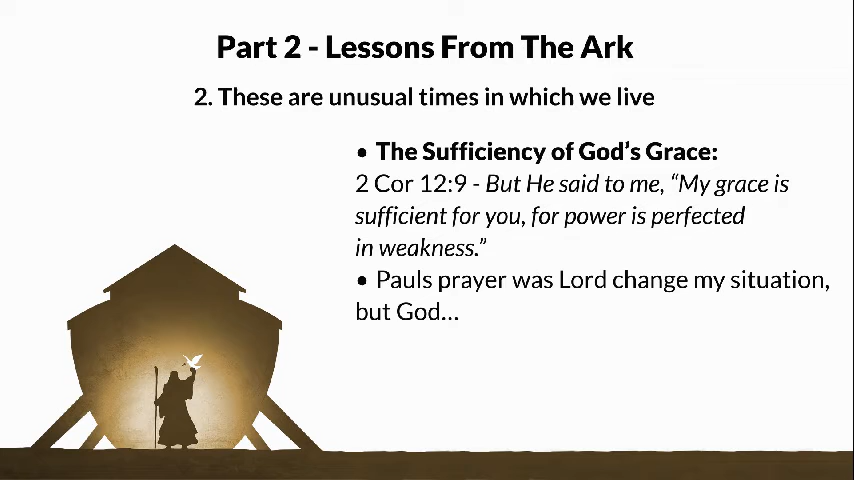 Part 2 - Lessons From The Ark
2. These are unusual times in which we live
• The Sufficiency of God’s Grace:
2 Cor 12:9 - But He said to me, “My grace is
sufficient for you, for power is perfected
in weakness.”
• Pauls prayer was Lord change my situation,
but God...